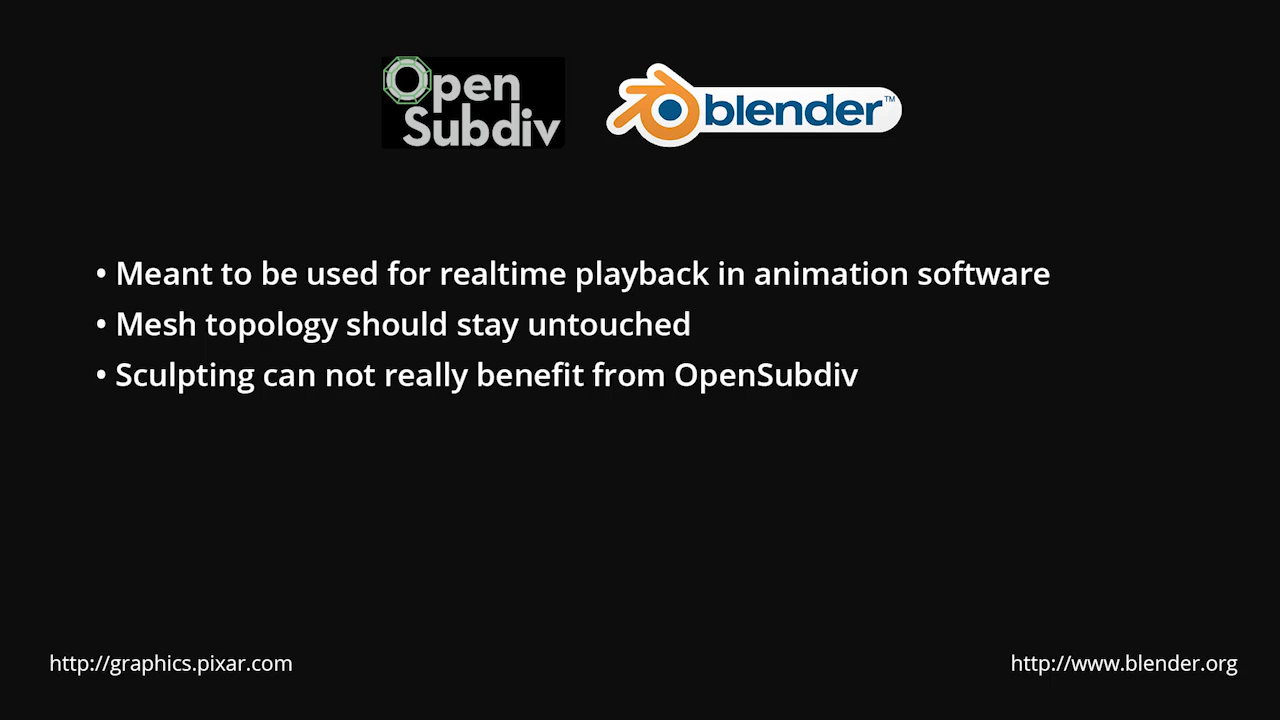 Open
Subdiv
blender™
• Meant to be used for realtime playback in animation software
• Mesh topology should stay untouched
• Sculpting can not really benefit from OpenSubdiv
http://graphics.pixar.com
http://www.blender.org